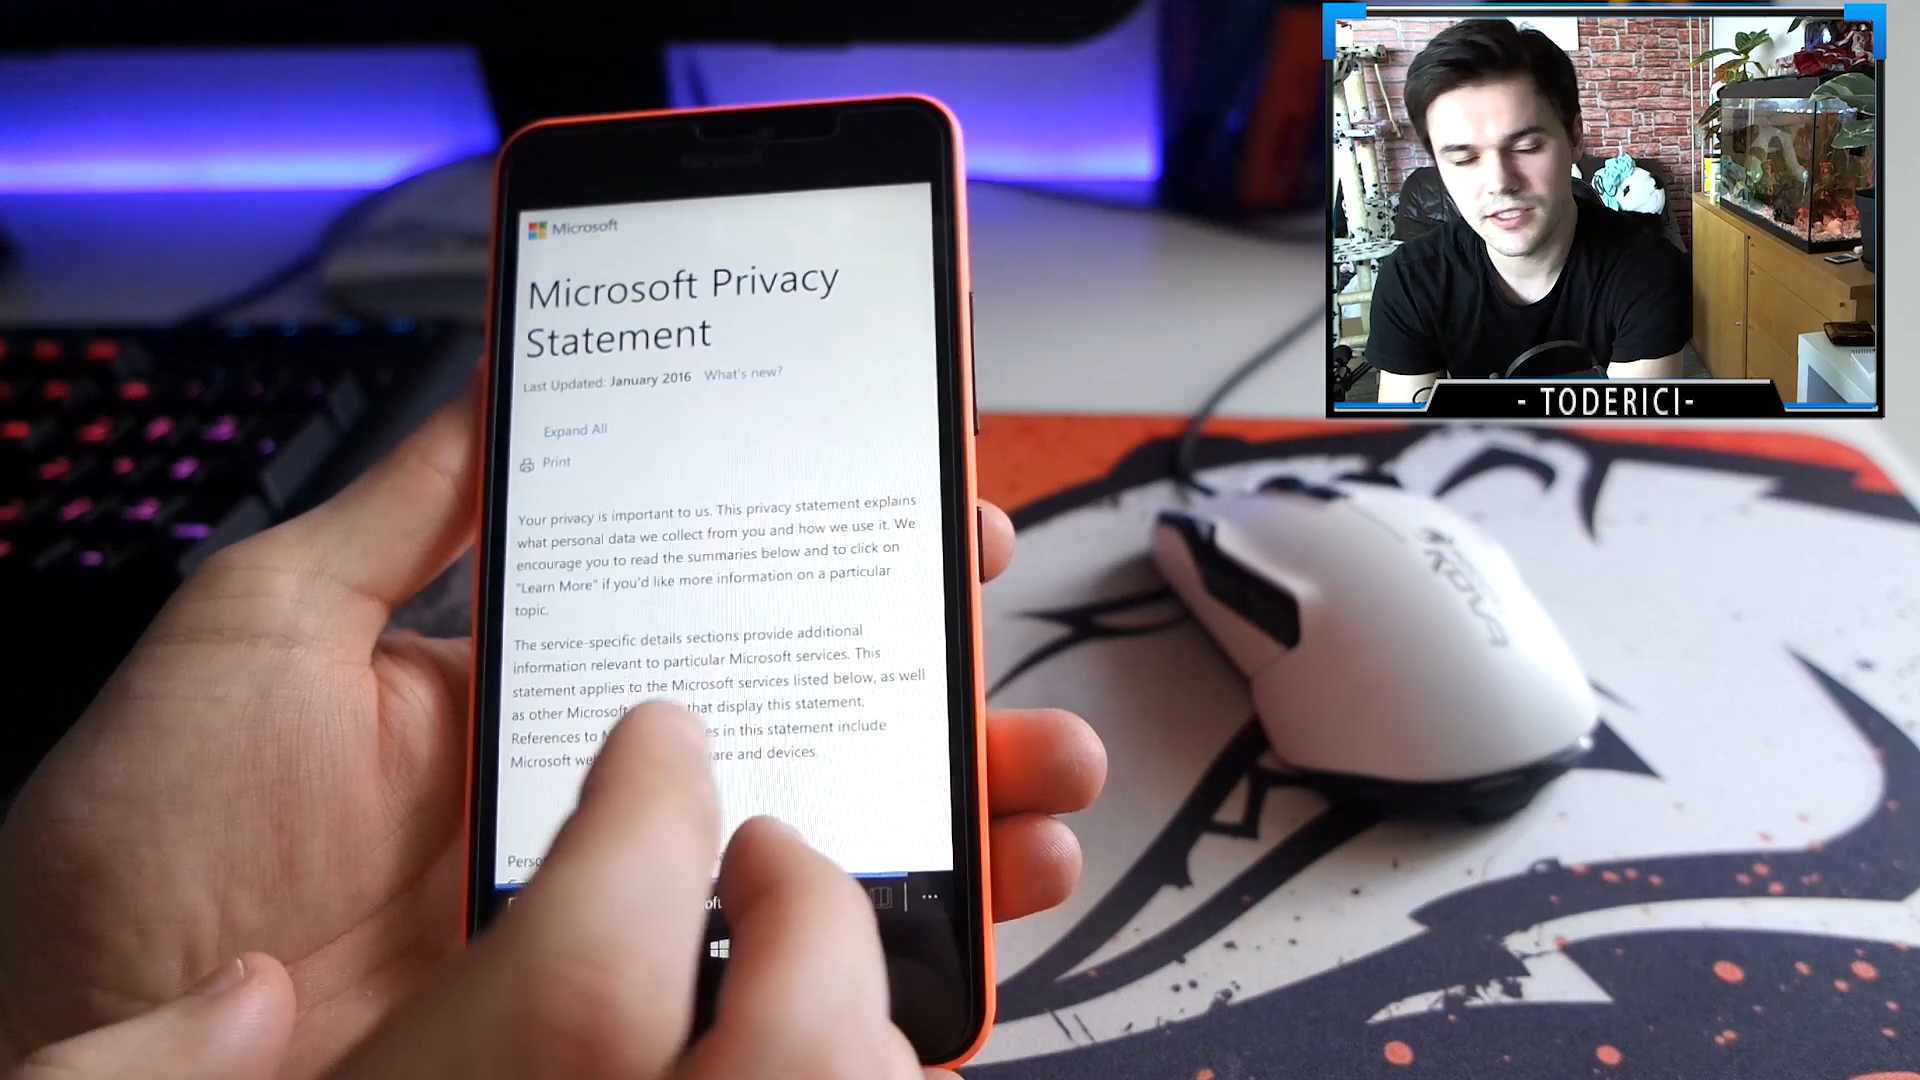 Microsoft
Microsoft
Microsoft Privacy
Statement
Last Updated: January 2016 What's new?
Expand All
Print
Your privacy is important to us. This privacy statement explains
what personal data we collect from you and how we use it. We
encourage you to read the summaries below and to click on
"Learn More" if you'd like more information on a particular
topic.
The service-specific details sections provide additional
information relevant to particular Microsoft services. This
statement applies to the Microsoft services listed below, as well
as other Microsoft that display this statement.
References to in this statement include
Microsoft and devices
- TODERICI-
KOVA